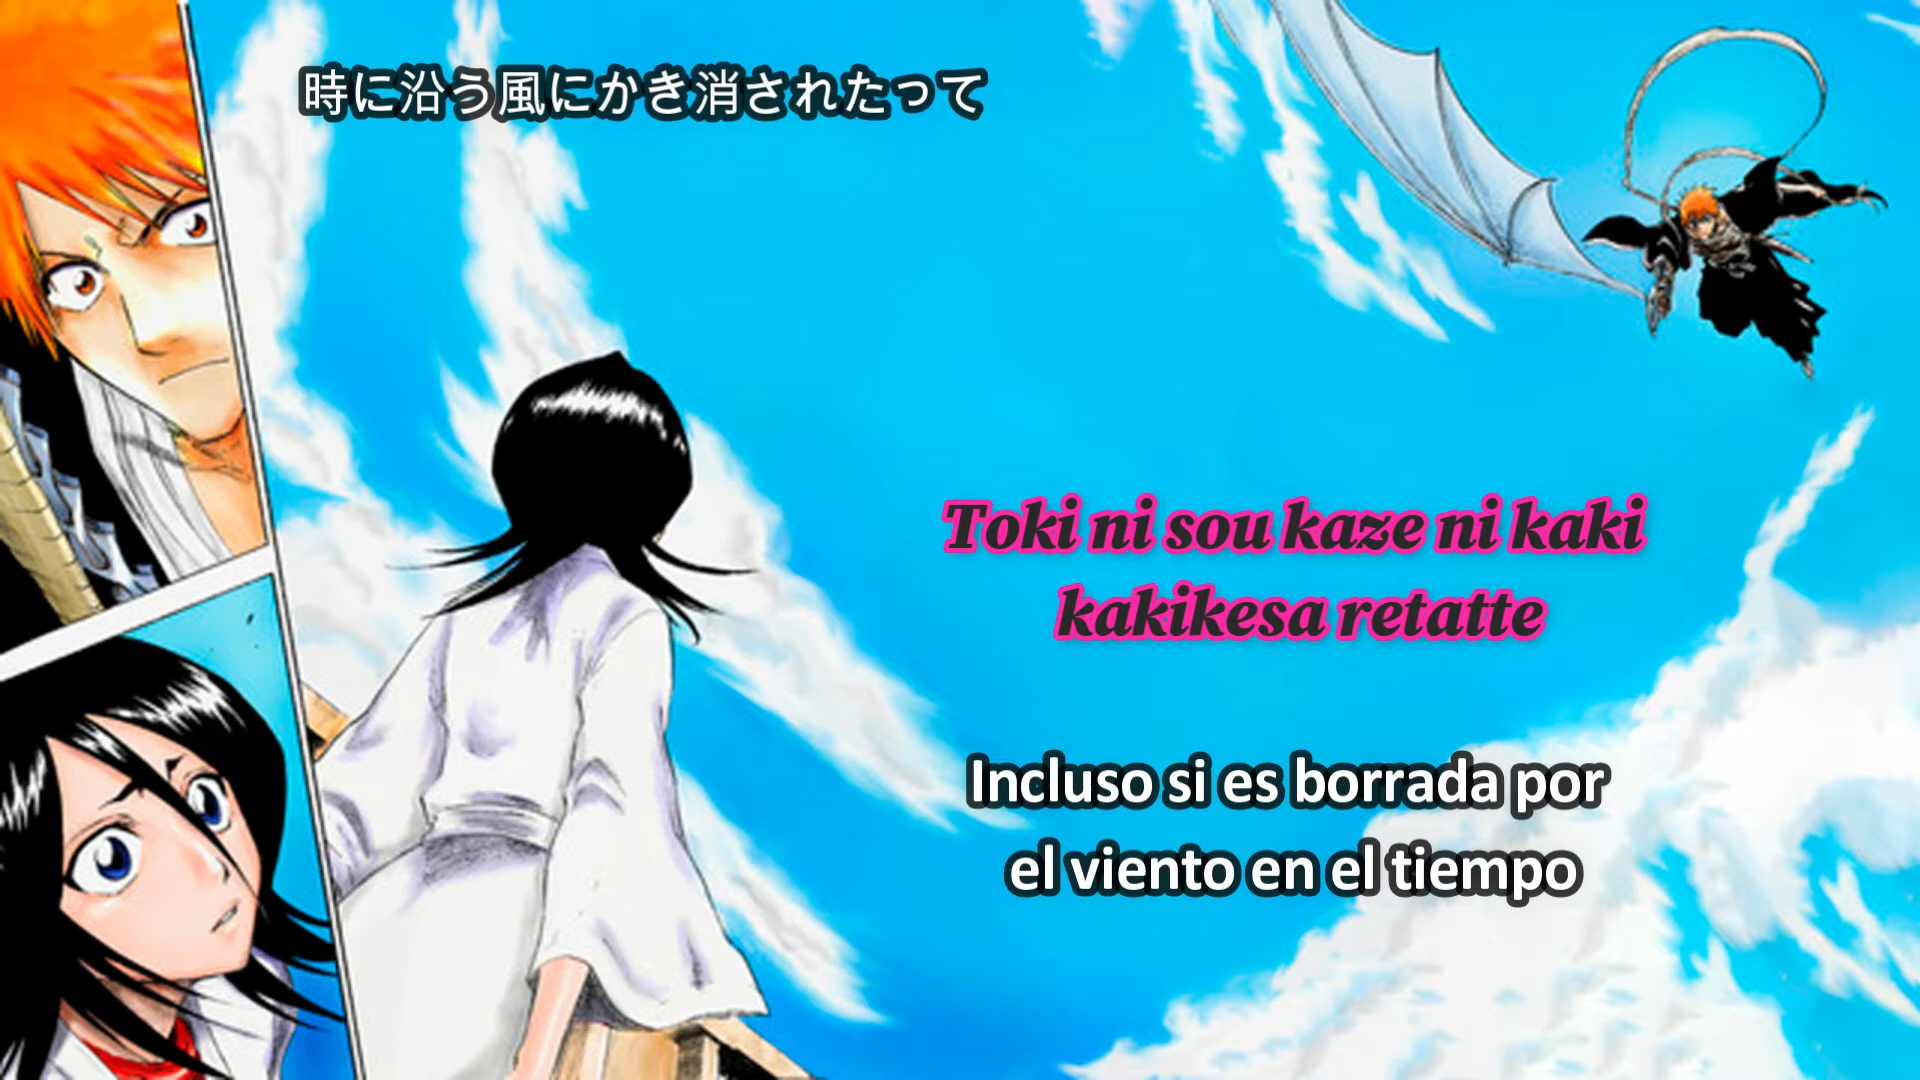 時に沿う風にかき消されたって
Toki ni sou kaze ni kaki
kakikesa retatte
Incluso si es borrada por
el viento en el tiempo